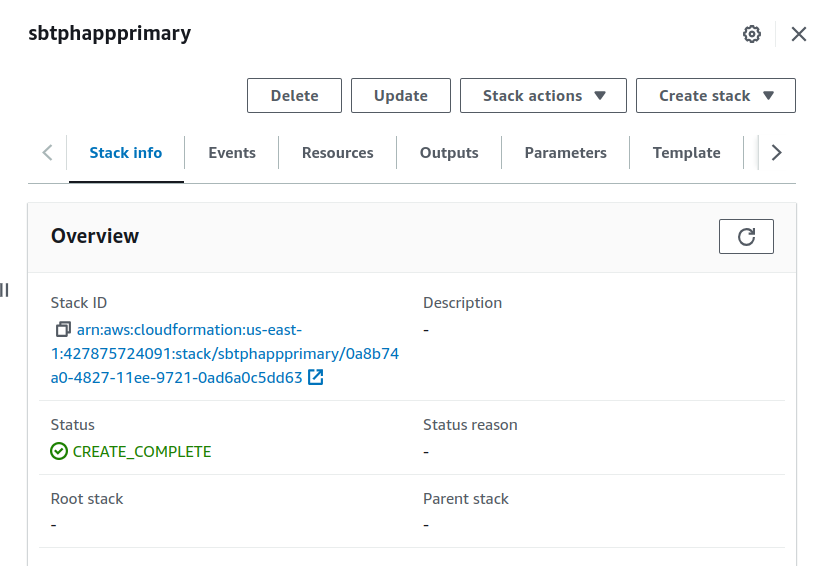 sbtphappprimary
Delete
Update
Stack actions
Create stack
Stack info
Events
Resources
Outputs
Parameters
Template
Overview
Stack ID
Description
arn:aws:cloudformation:us-east-
1:427875724091:stack/sbtphappprimary/0a8b74
a0-4827-11ee-9721-0ad6a0c5dd63
-
Status
Status reason
CREATE_COMPLETE
-
Root stack
Parent stack
-
-